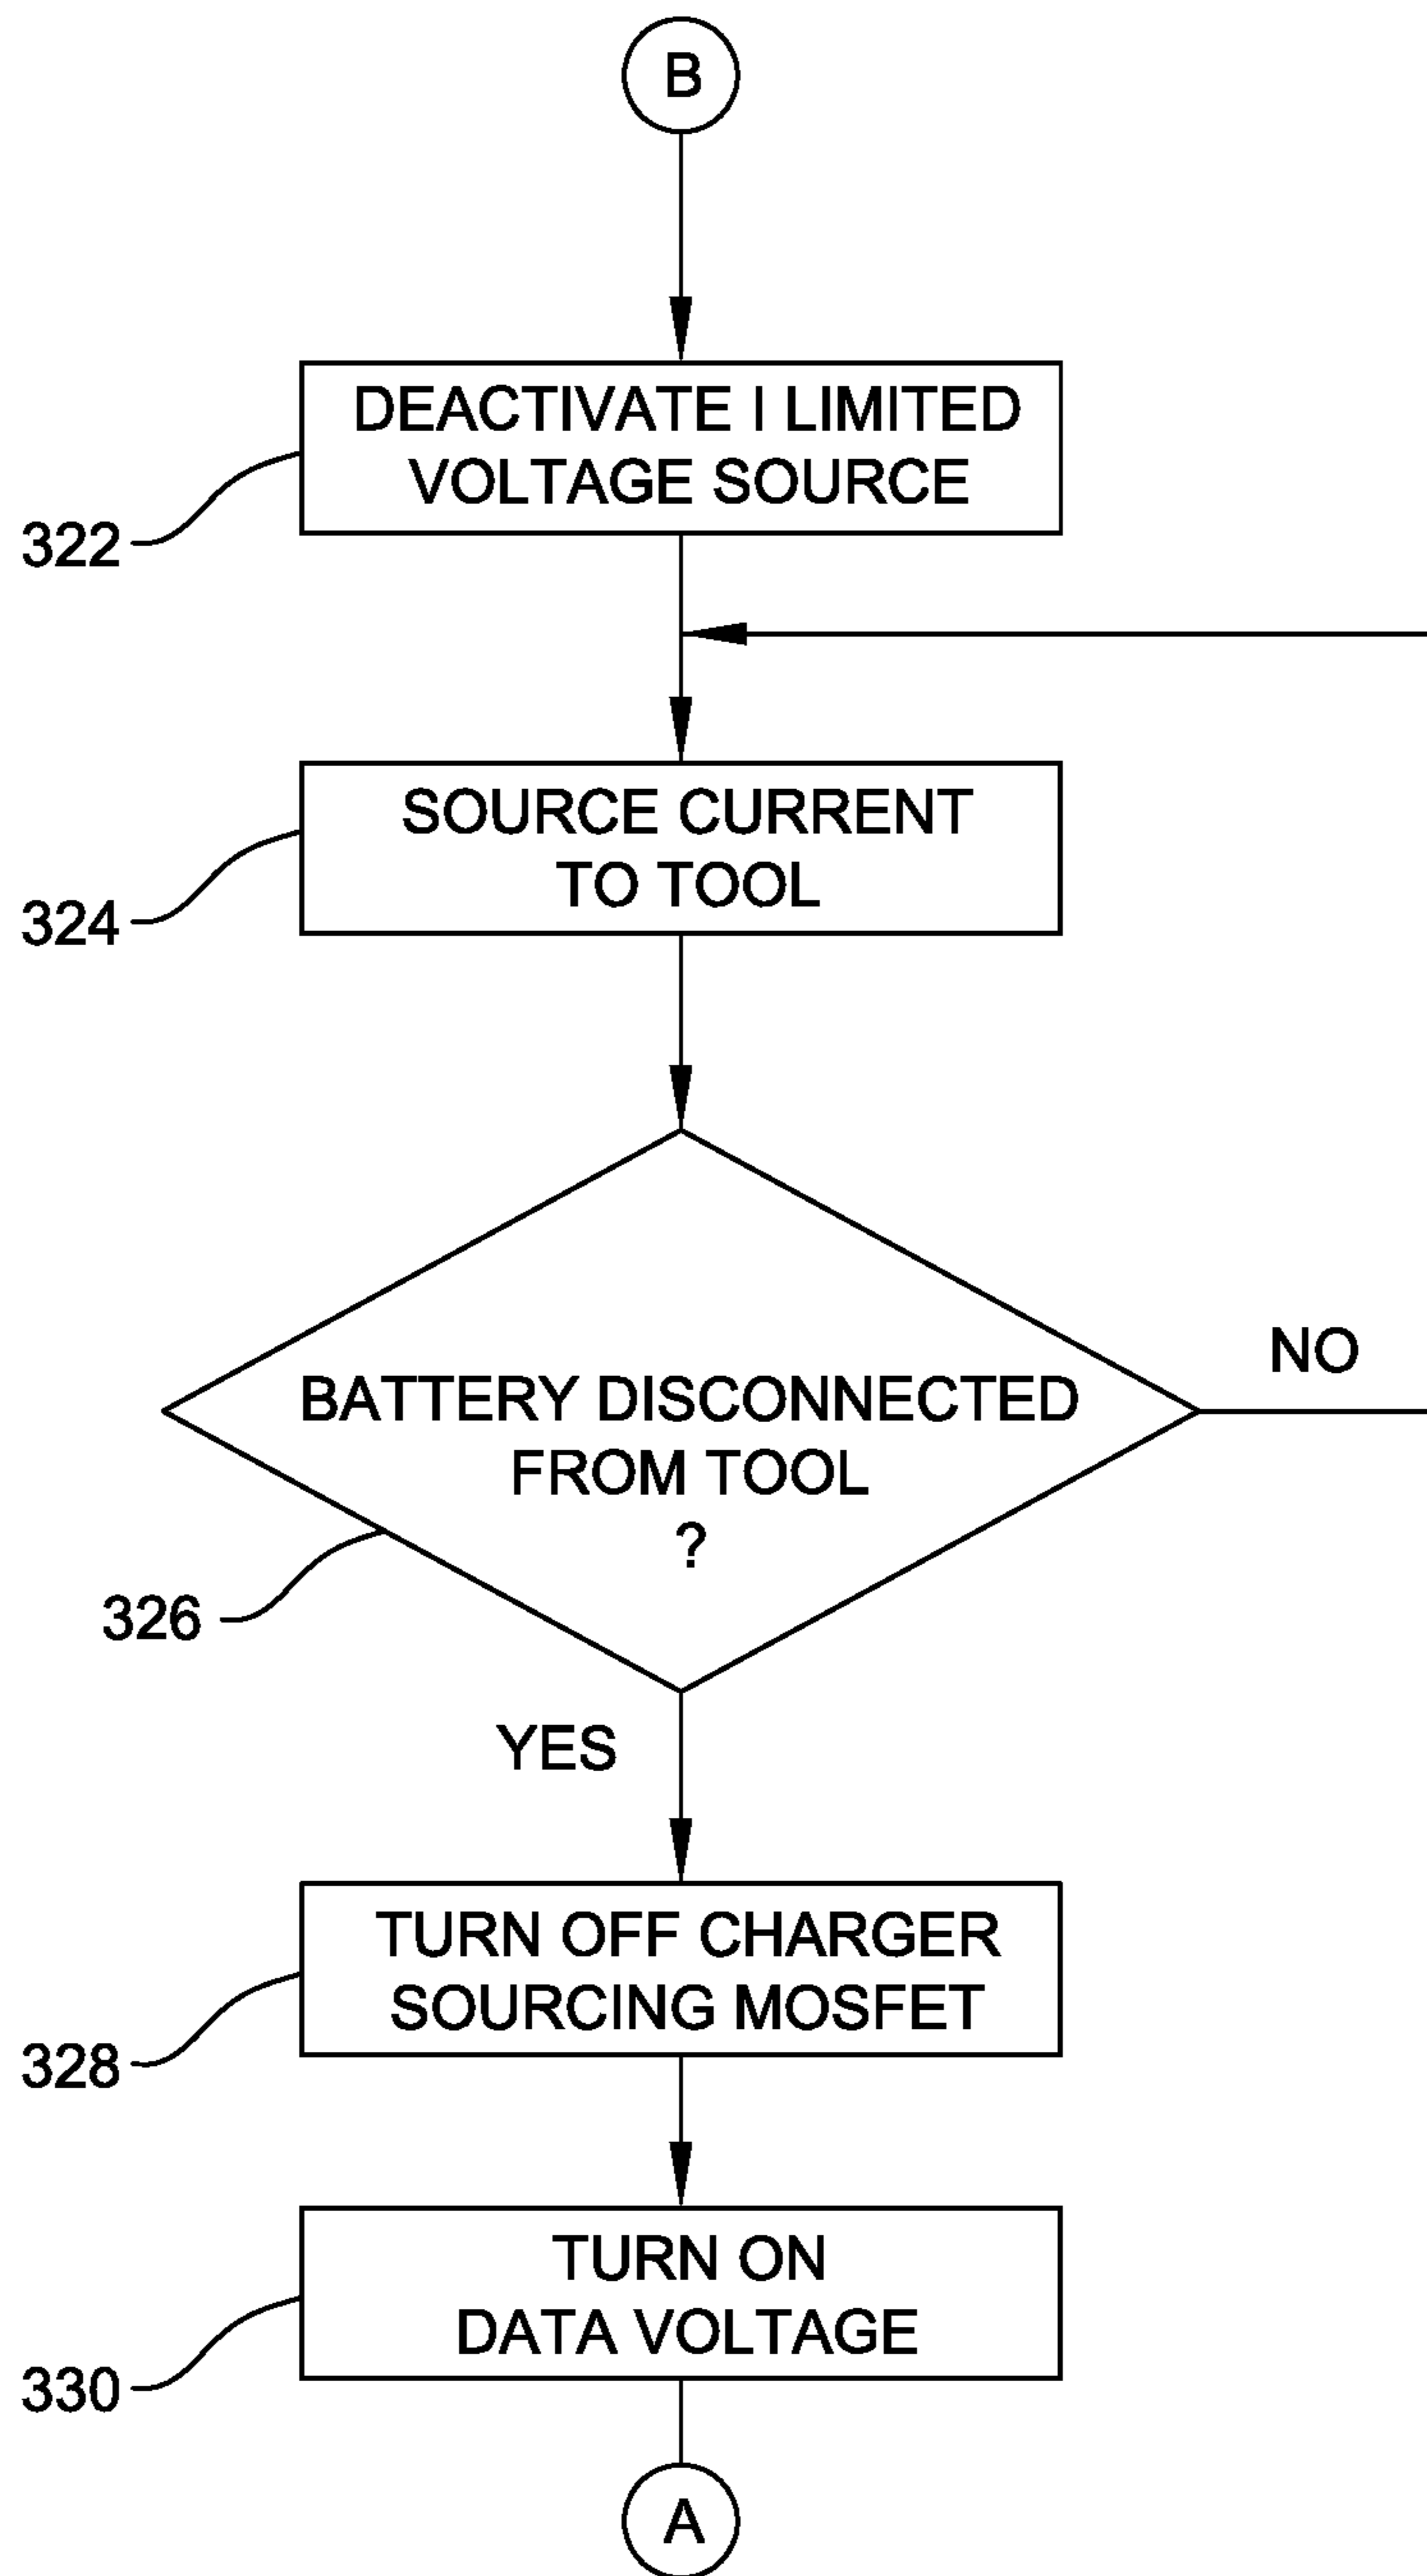 B
DEACTIVATE I LIMITED
VOLTAGE SOURCE
322
SOURCE CURRENT
TO TOOL
324
BATTERY DISCONNECTED
FROM TOOL
?
NO
326
YES
TURN OFF CHARGER
SOURCING MOSFET
328
TURN ON
DATA VOLTAGE
330
A